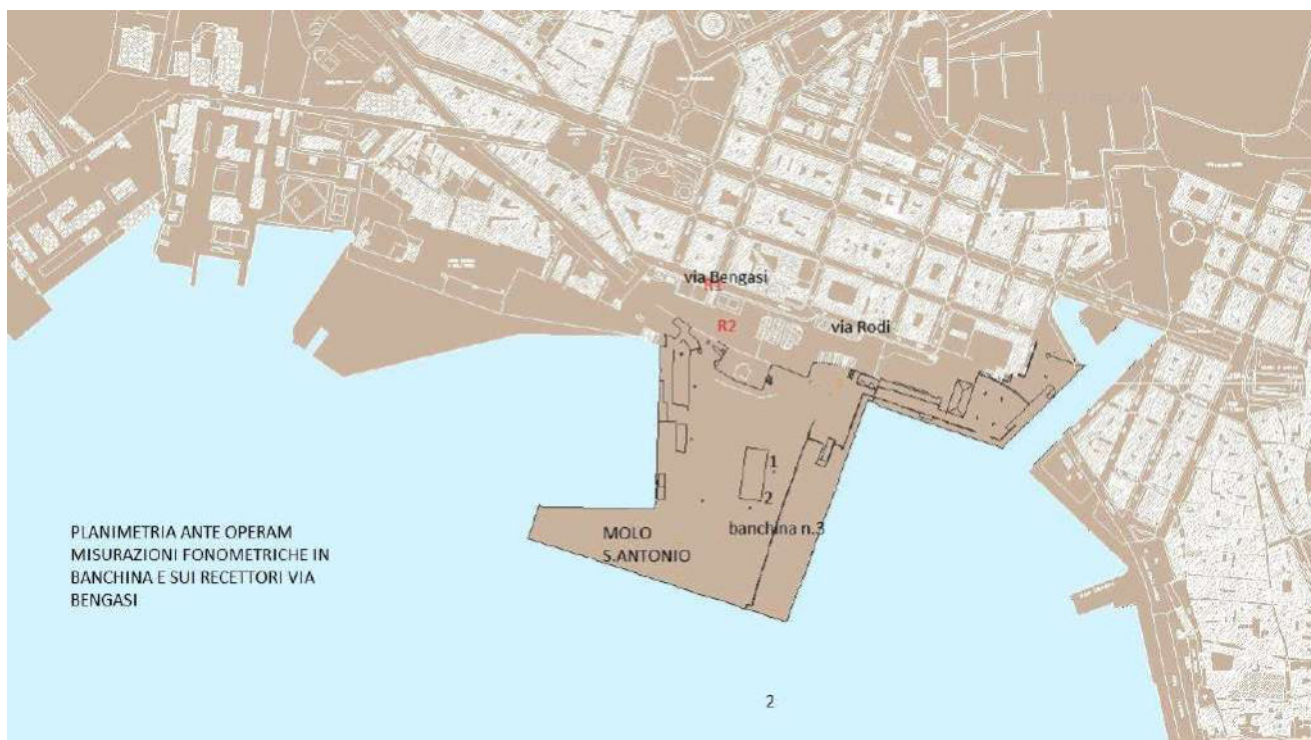 via Bengasi
R1
R2
via Rodi
1
2
banchina n.3
MOLO
S.ANTONIO
PLANIMETRIA ANTE OPERAM
MISURAZIONI FONOMETRICHE IN
BANCHINA E SUI RECETTORI VIA
BENGASI
2